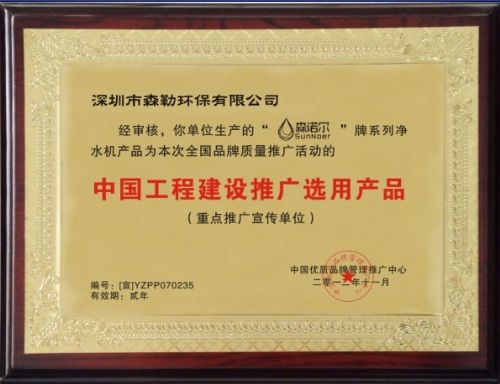 深圳市森勒环保有限公司
经审核，你单位生产的“森诺尔 SunNoer”牌系列净
水机产品为本次全国品牌质量推广活动的
中国工程建设推广选用产品
（重点推广宣传单位）
中国优质品牌管理推广中心
编号：[宣]YZPP070235
二零一二年十一月
有效期：贰年